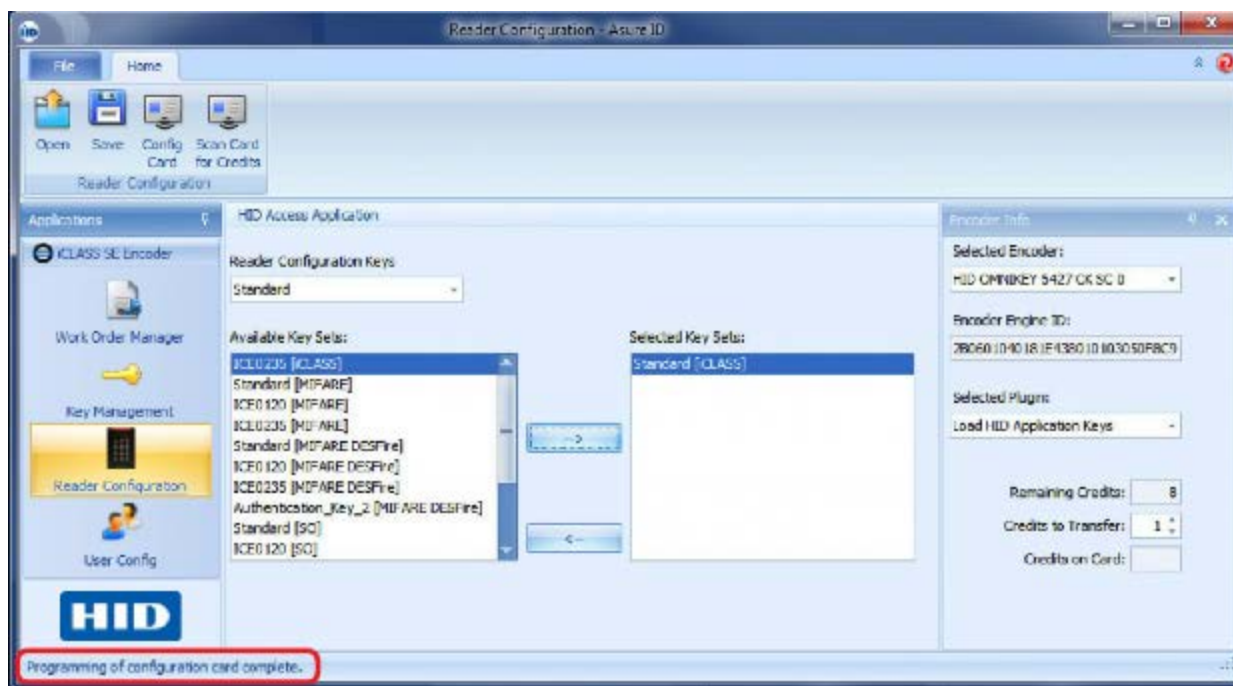 Reader Configuration - Asure ID
File
Home
Open
Save
Config Card
Scan Card for Credits
Reader Configuration
Applications
iCLASS SE Encoder
Work Order Manager
Key Management
Reader Configuration
User Config
HID
HID Access Application
Reader Configuration Keys
Standard
Available Key Sets:
ICE0235 [iCLASS]
Standard [MIFARE]
ICE0120 [MIFARE]
ICE0235 [MIFARE]
Standard [MIFARE DESFire]
ICE0120 [MIFARE DESFire]
ICE0235 [MIFARE DESFire]
Authentication_Key_2 [MIFARE DESFire]
Standard [SO]
ICE0120 [SO]
-->
<--
Selected Key Sets:
Standard [iCLASS]
Encoder Info
Selected Encoder:
HID OMNIKEY 5427 CK SC 0
Encoder Engine ID:
Selected Plugin:
Load HID Application Keys
Remaining Credits: 8
Credits to Transfer: 1
Credits on Card:
Programming of configuration card complete.